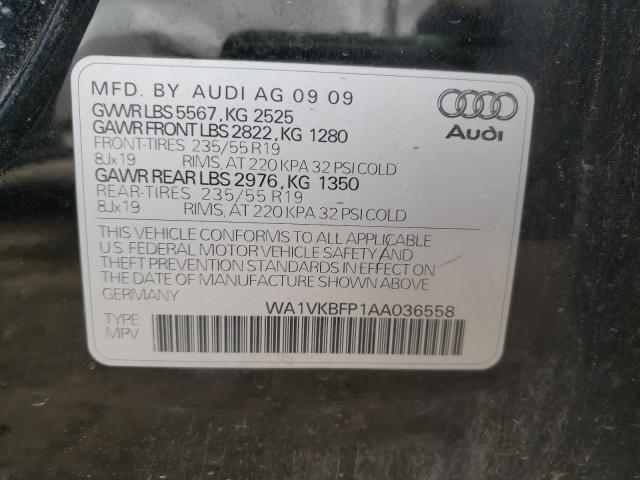 MFD. BY AUDI AG 09 09
GVWR LBS 5567, KG 2525
GAWR FRONT LBS 2822, KG 1280
FRONT-TIRES 235/55 R19
8Jx19 RIMS, AT 220 KPA 32 PSI COLD
GAWR REAR LBS 2976, KG 1350
REAR-TIRES 235/55 R19
8Jx19 RIMS, AT 220 KPA 32 PSI COLD
Audi
THIS VEHICLE CONFORMS TO ALL APPLICABLE
U.S. FEDERAL MOTOR VEHICLE SAFETY AND
THEFT PREVENTION STANDARDS IN EFFECT ON
THE DATE OF MANUFACTURE SHOWN ABOVE
GERMANY
WA1VKBFP1AA036558
TYPE
MPV